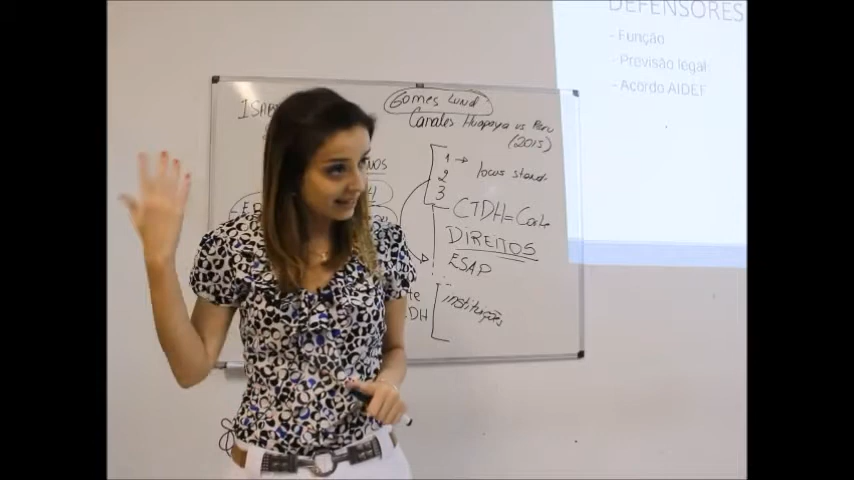 DEFENSORES
- Função
- Previsão legal
- Acordo AIDEF
Gomes Lund
Canales Huapaya vs Peru
(2015)
1 → locus stand.
2
3
CTDH = Corte
DIREITOS
ESAP
instituições
DH